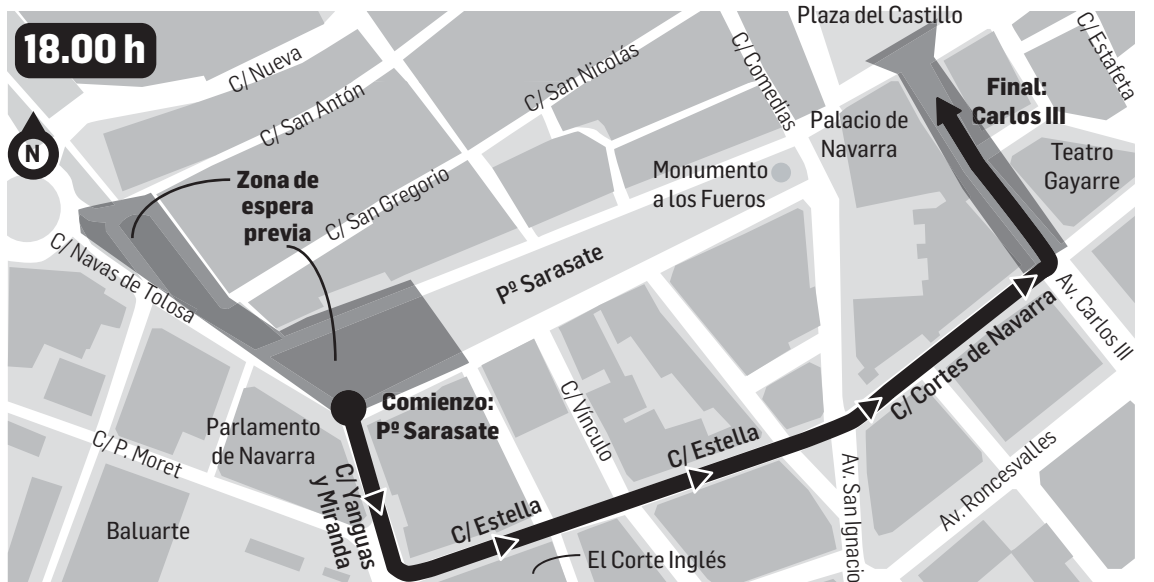 18.00 h
N
Plaza del Castillo
C/ Nueva
C/ San Antón
C/ San Nicolás
C/ Comedias
C/ Estafeta
Final:
Carlos III
Palacio de
Navarra
Teatro
Gayarre
Monumento
a los Fueros
Zona de
espera
previa
C/ San Gregorio
C/ Navas de Tolosa
Pº Sarasate
Av. Carlos III
C/ Cortes de Navarra
Comienzo:
Pº Sarasate
Parlamento
de Navarra
C/ P. Moret
C/ Yanguas
y Miranda
C/ Vínculo
C/ Estella
C/ Estella
Av. San Ignacio
Av. Roncesvalles
Baluarte
El Corte Inglés